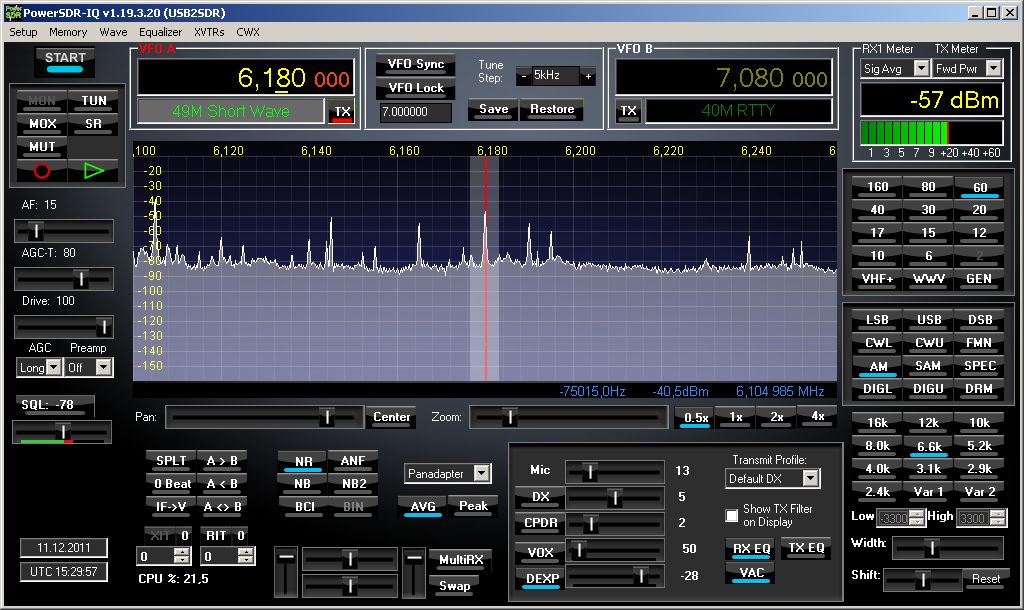 PowerSDR-IQ v1.19.3.20 (USB2SDR)
Setup Memory Wave Equalizer XVTRs CWX
START
MON TUN
MOX SR
MUT
AF: 15
AGC-T: 80
Drive: 100
AGC Preamp
Long Off
SQL: -78
VFO A
6,180 000
49M Short Wave TX
VFO Sync
VFO Lock
7.000000
Tune
Step: - 5kHz +
Save Restore
VFO B
7,080 000
TX 40M RTTY
RX1 Meter TX Meter
Sig Avg Fwd Pwr
-57 dBm
1 3 5 7 9 +20 +40 +60
,100 6,120 6,140 6,160 6,180 6,200 6,220 6,240 6
-20
-30
-40
-50
-60
-70
-80
-90
-100
-110
-120
-130
-140
-150
-75015,0Hz -40,5dBm 6,104 985 MHz
Pan: Center Zoom: 0.5x 1x 2x 4x
160 80 60
40 30 20
17 15 12
10 6 2
VHF+ WWV GEN
LSB USB DSB
CWL CWU FMN
AM SAM SPEC
DIGL DIGU DRM
16k 12k 10k
8.0k 6.6k 5.2k
4.0k 3.1k 2.9k
2.4k Var 1 Var 2
Low -3300 High 3300
Width:
Shift: Reset
SPLT A > B
0 Beat A < B
IF->V A <> B
XIT 0 RIT 0
0 0
CPU %: 21,5
NR ANF
NB NB2
BCI BIN
Panadapter
AVG Peak
MultiRX
Swap
Mic 13
DX 5
CPDR 2
VOX 50
DEXP -28
Transmit Profile:
Default DX
Show TX Filter
on Display
RX EQ TX EQ
VAC
11.12.2011
UTC 15:29:57